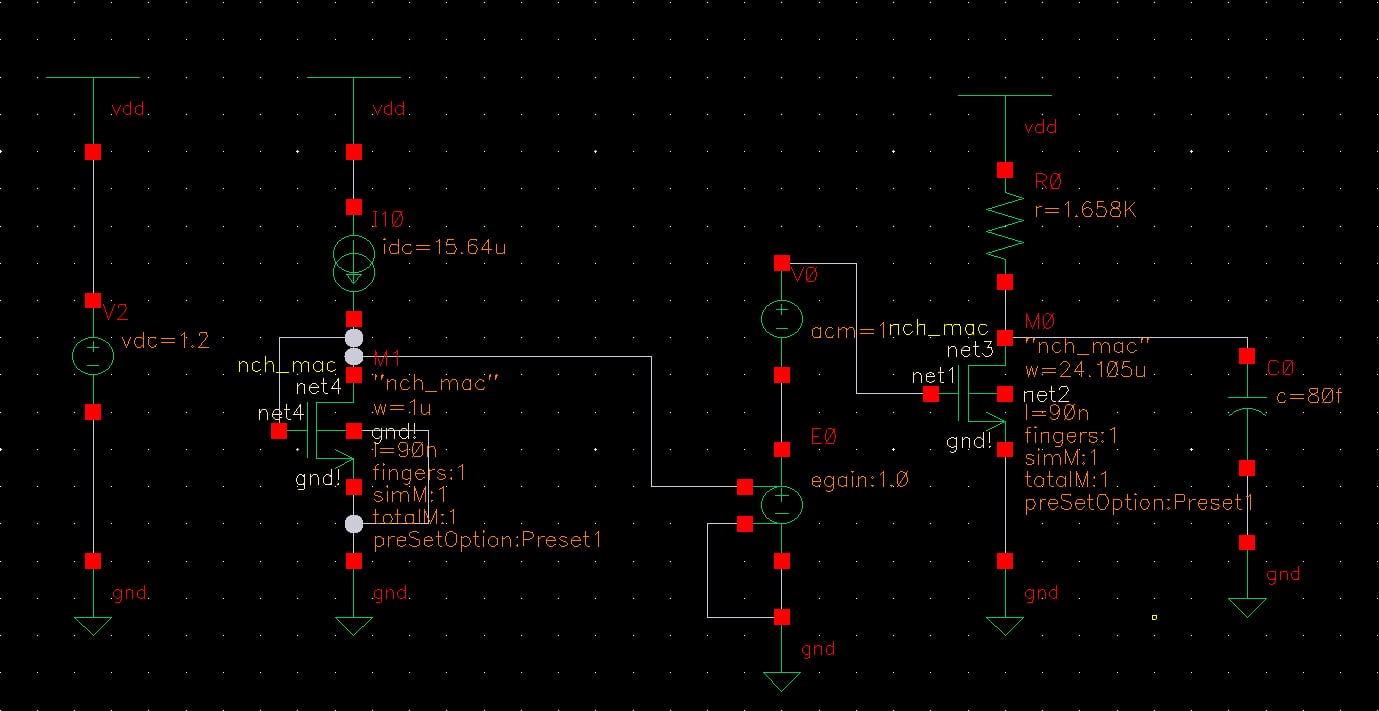 vdd
V2
vdc=1.2
gnd
vdd
I10
idc=15.64u
nch_mac
M1
net4
"nch_mac"
w=1u
net4
gnd!
l=90n
fingers:1
gnd!
simM:1
totalM:1
preSetOption:Preset1
gnd
V0
acm=1
E0
egain:1.0
gnd
vdd
R0
r=1.658K
nch_mac
M0
net3
"nch_mac"
w=24.105u
net1
net2
l=90n
fingers:1
gnd!
simM:1
totalM:1
preSetOption:Preset1
gnd
C0
c=80f
gnd